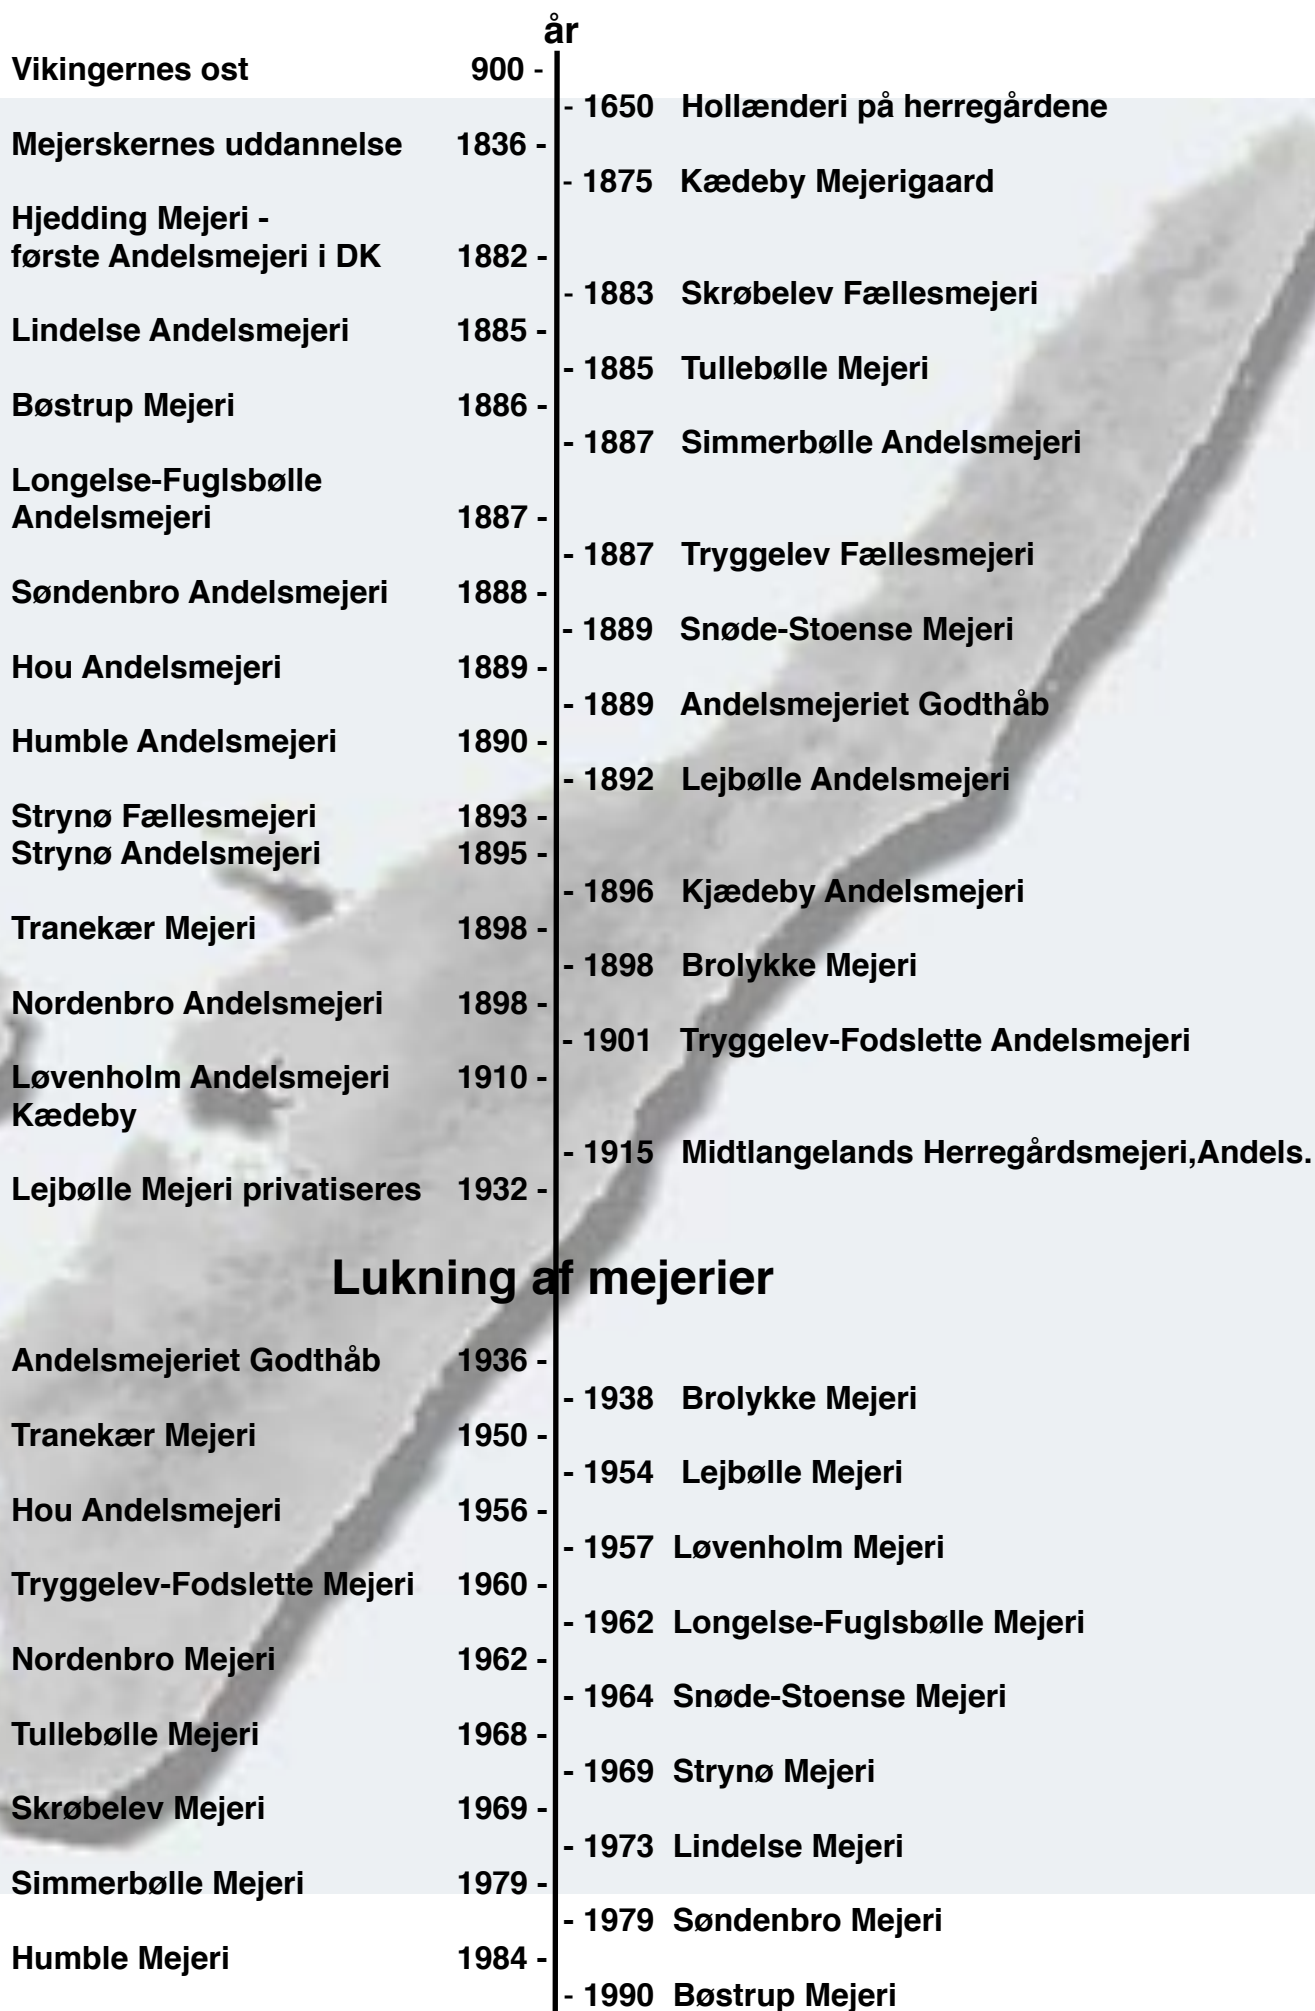 år
Vikingernes ost 900 -
- 1650 Hollænderi på herregårdene
Mejerskernes uddannelse 1836 -
- 1875 Kædeby Mejerigaard
Hjedding Mejeri -
første Andelsmejeri i DK 1882 -
- 1883 Skrøbelev Fællesmejeri
Lindelse Andelsmejeri 1885 -
- 1885 Tullebølle Mejeri
Bøstrup Mejeri 1886 -
- 1887 Simmerbølle Andelsmejeri
Longelse-Fuglsbølle
Andelsmejeri 1887 -
- 1887 Tryggelev Fællesmejeri
Søndenbro Andelsmejeri 1888 -
- 1889 Snøde-Stoense Mejeri
Hou Andelsmejeri 1889 -
- 1889 Andelsmejeriet Godthåb
Humble Andelsmejeri 1890 -
- 1892 Lejbølle Andelsmejeri
Strynø Fællesmejeri 1893 -
Strynø Andelsmejeri 1895 -
- 1896 Kjædeby Andelsmejeri
Tranekær Mejeri 1898 -
- 1898 Brolykke Mejeri
Nordenbro Andelsmejeri 1898 -
- 1901 Tryggelev-Fodslette Andelsmejeri
Løvenholm Andelsmejeri 1910 -
Kædeby
- 1915 Midtlangelands Herregårdsmejeri,Andels.
Lejbølle Mejeri privatiseres 1932 -
Lukning af mejerier
Andelsmejeriet Godthåb 1936 -
- 1938 Brolykke Mejeri
Tranekær Mejeri 1950 -
- 1954 Lejbølle Mejeri
Hou Andelsmejeri 1956 -
- 1957 Løvenholm Mejeri
Tryggelev-Fodslette Mejeri 1960 -
- 1962 Longelse-Fuglsbølle Mejeri
Nordenbro Mejeri 1962 -
- 1964 Snøde-Stoense Mejeri
Tullebølle Mejeri 1968 -
- 1969 Strynø Mejeri
Skrøbelev Mejeri 1969 -
- 1973 Lindelse Mejeri
Simmerbølle Mejeri 1979 -
- 1979 Søndenbro Mejeri
Humble Mejeri 1984 -
- 1990 Bøstrup Mejeri